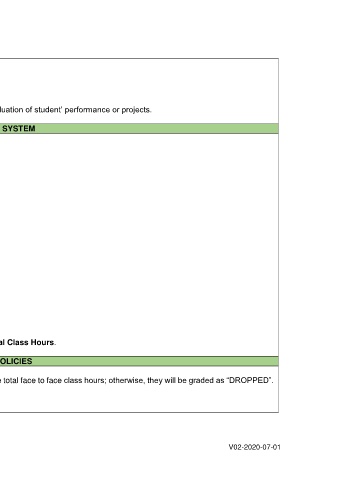 luation of student' performance or projects.
SYSTEM
al Class Hours.
OLICIES
e total face to face class hours; otherwise, they will be graded as “DROPPED”.
V02-2020-07-01